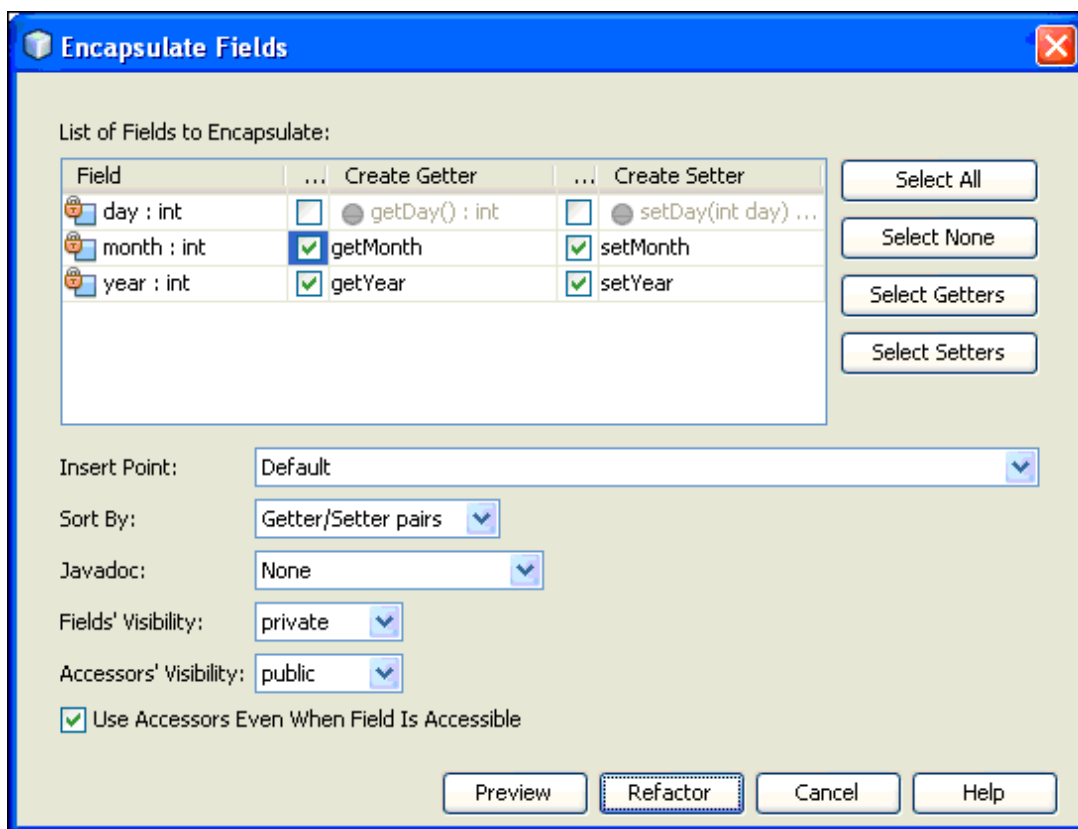 Encapsulate Fields
List of Fields to Encapsulate:
Field ... Create Getter ... Create Setter
day : int getDay() : int setDay(int day) ...
month : int getMonth setMonth
year : int getYear setYear
Select All
Select None
Select Getters
Select Setters
Insert Point: Default
Sort By: Getter/Setter pairs
Javadoc: None
Fields' Visibility: private
Accessors' Visibility: public
Use Accessors Even When Field Is Accessible
Preview Refactor Cancel Help